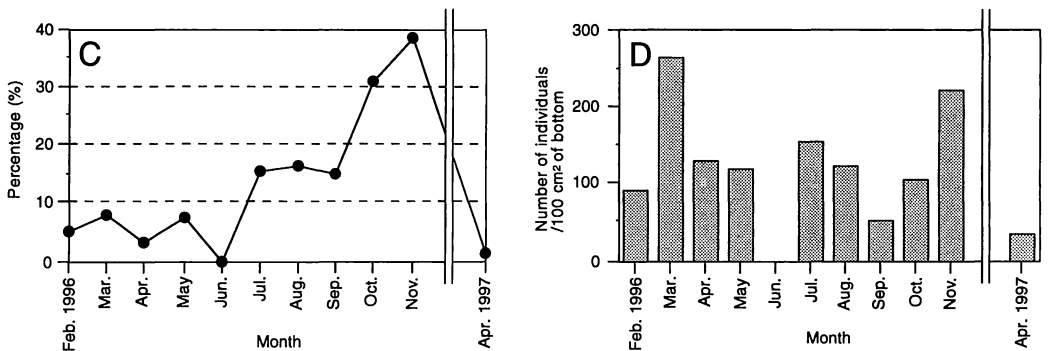 C
Percentage (%)
40
30
20
10
0
Feb. 1996
Mar.
Apr.
May
Jun.
Jul.
Aug.
Sep.
Oct.
Nov.
Apr. 1997
Month
D
Number of individuals
/100 cm2 of bottom
300
200
100
0
Feb. 1996
Mar.
Apr.
May
Jun.
Jul.
Aug.
Sep.
Oct.
Nov.
Apr. 1997
Month